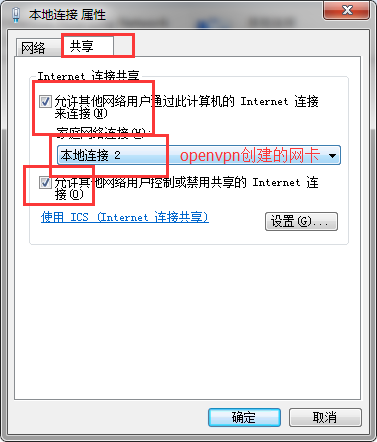 本地连接 属性
网络
共享
Internet 连接共享
允许其他网络用户通过此计算机的 Internet 连接
来连接(N)
家庭网络连接(H):
本地连接 2
openvpn创建的网卡
允许其他网络用户控制或禁用共享的 Internet 连
接(O)
使用 ICS (Internet 连接共享)
设置(G)...
确定
取消